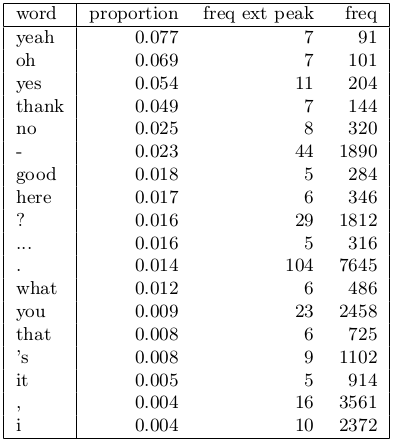 word proportion freq ext peak freq
yeah 0.077 7 91
oh 0.069 7 101
yes 0.054 11 204
thank 0.049 7 144
no 0.025 8 320
- 0.023 44 1890
good 0.018 5 284
here 0.017 6 346
? 0.016 29 1812
... 0.016 5 316
. 0.014 104 7645
what 0.012 6 486
you 0.009 23 2458
that 0.008 6 725
's 0.008 9 1102
it 0.005 5 914
, 0.004 16 3561
i 0.004 10 2372